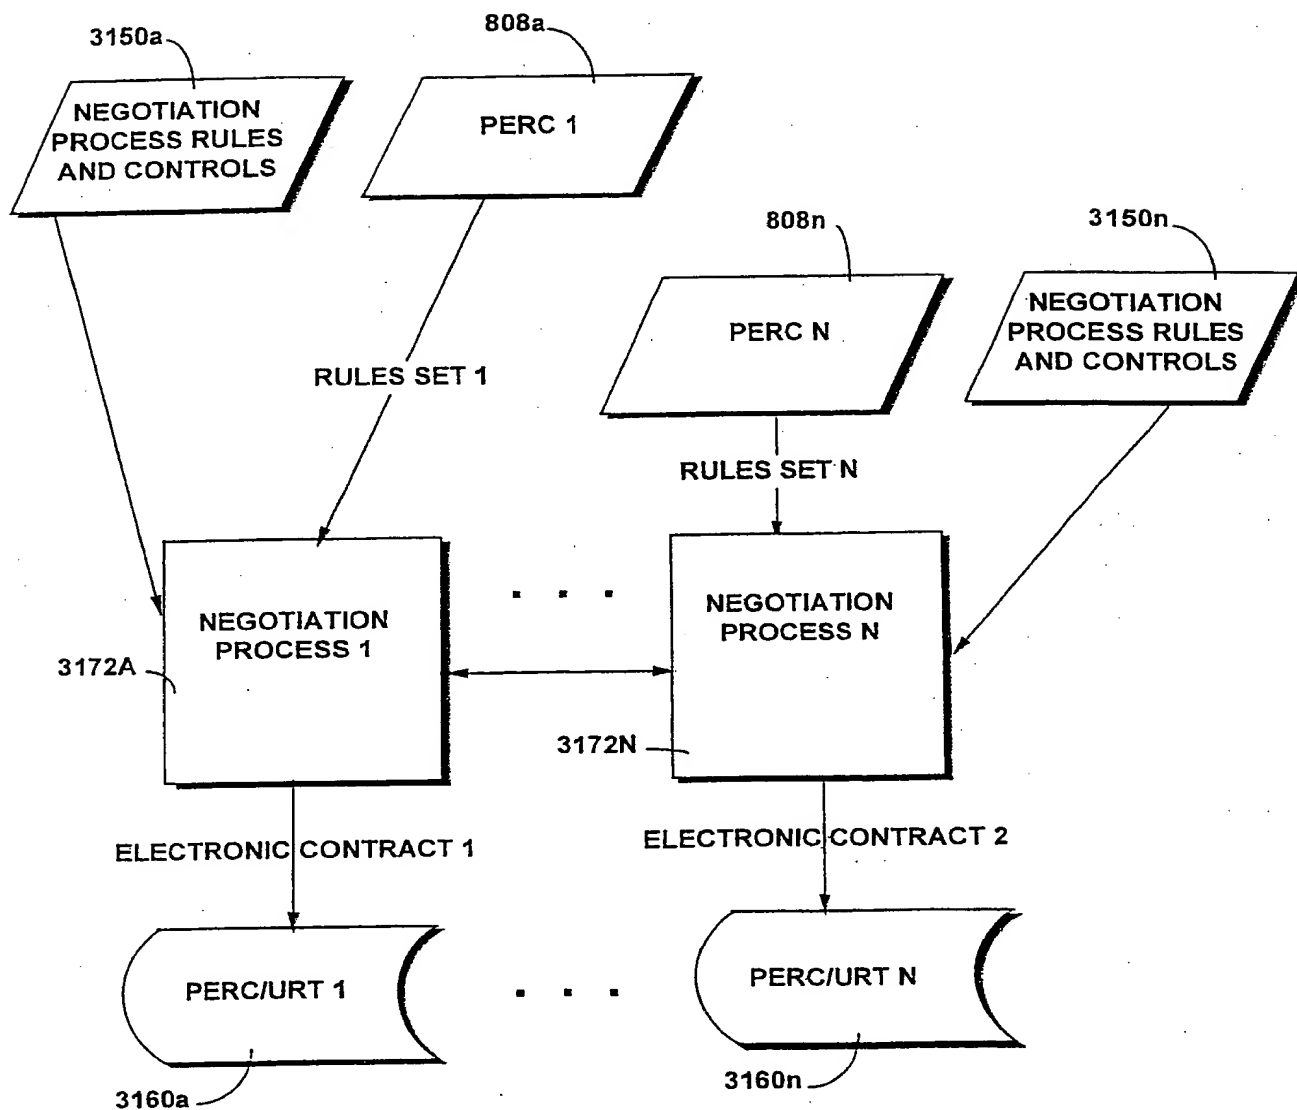 3150a
808a
NEGOTIATION
PROCESS RULES
AND CONTROLS
PERC 1
808n
3150n
PERC N
NEGOTIATION
PROCESS RULES
AND CONTROLS
RULES SET 1
RULES SET N
NEGOTIATION
PROCESS 1
. . .
NEGOTIATION
PROCESS N
3172A
3172N
ELECTRONIC CONTRACT 1
ELECTRONIC CONTRACT 2
PERC/URT 1
. . .
PERC/URT N
3160a
3160n